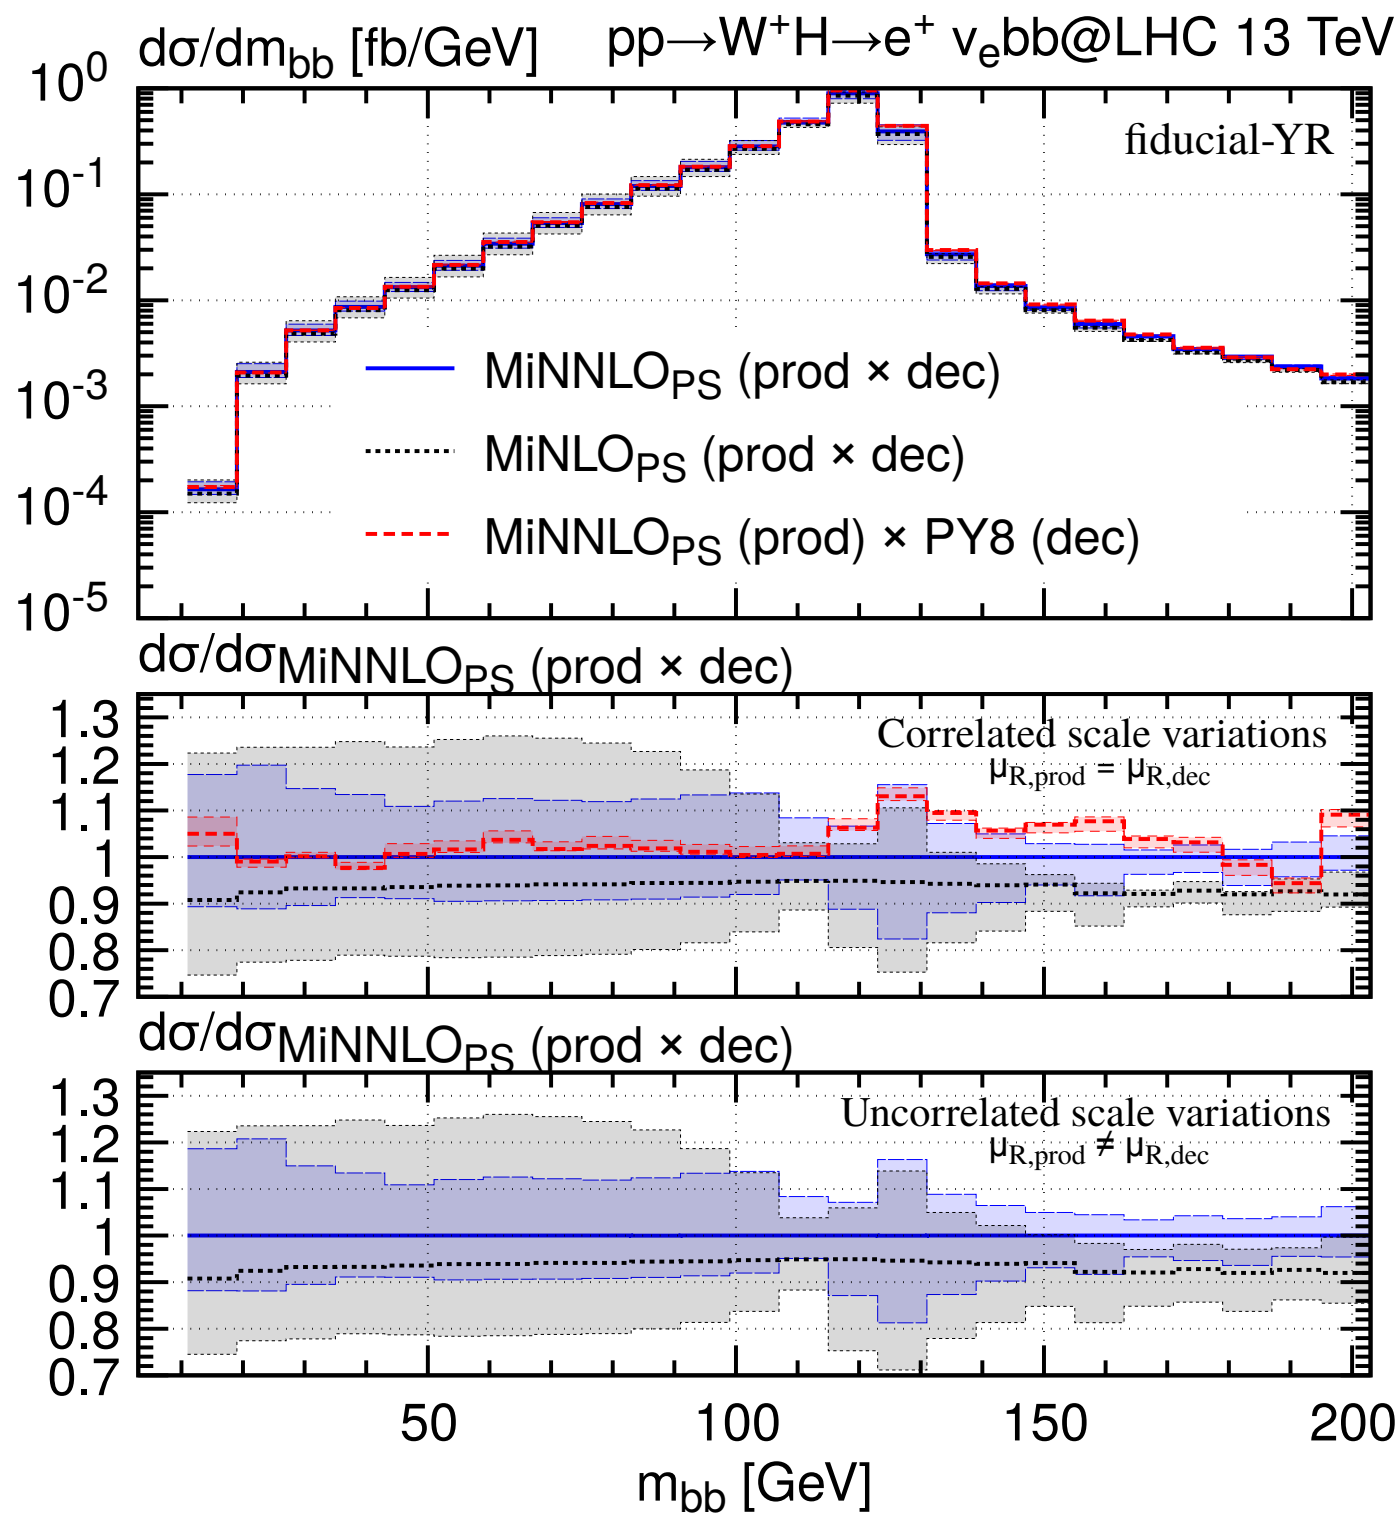 dσ/dm_bb [fb/GeV] pp→W⁺H→e⁺ ν_e bb@LHC 13 TeV
10⁰
fiducial-YR
10⁻¹
10⁻²
MiNNLO_PS (prod × dec)
10⁻³
MiNLO_PS (prod × dec)
10⁻⁴
MiNNLO_PS (prod) × PY8 (dec)
10⁻⁵
dσ/dσ_MiNNLO_PS (prod × dec)
1.3
Correlated scale variations
μ_R,prod = μ_R,dec
1.2
1.1
1
0.9
0.8
0.7
dσ/dσ_MiNNLO_PS (prod × dec)
1.3
Uncorrelated scale variations
μ_R,prod ≠ μ_R,dec
1.2
1.1
1
0.9
0.8
0.7
50 100 150 200
m_bb [GeV]